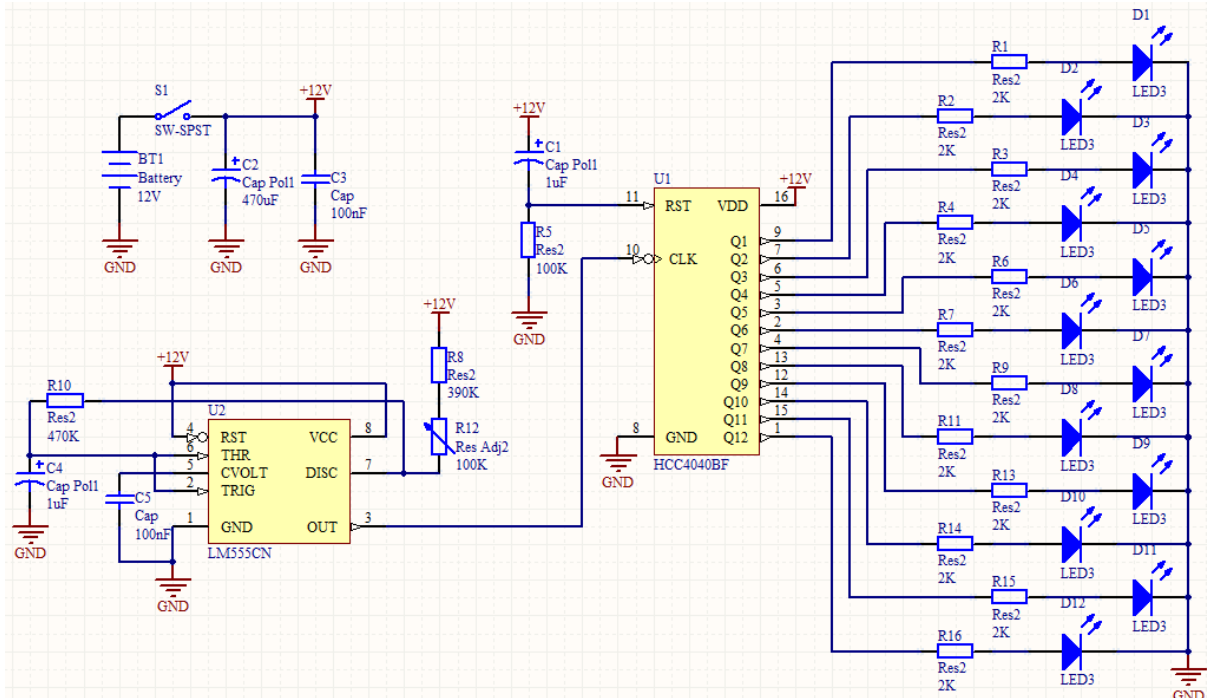 S1
SW-SPST
+12V
BT1
Battery
12V
C2
Cap Pol1
470uF
C3
Cap
100nF
GND
GND
GND
+12V
C1
Cap Pol1
1uF
R5
Res2
100K
GND
U1
+12V
11 RST VDD 16
10 CLK
Q1 9
Q2 7
Q3 6
Q4 5
Q5 3
Q6 2
Q7 4
Q8 13
Q9 12
Q10 14
Q11 15
8 GND Q12 1
HCC4040BF
GND
R1
Res2
2K
D1
LED3
R2
Res2
2K
D2
LED3
R3
Res2
2K
D3
LED3
R4
Res2
2K
D4
LED3
R6
Res2
2K
D5
LED3
R7
Res2
2K
D6
LED3
R9
Res2
2K
D7
LED3
R11
Res2
2K
D8
LED3
R13
Res2
2K
D9
LED3
R14
Res2
2K
D10
LED3
R15
Res2
2K
D11
LED3
R16
Res2
2K
D12
LED3
GND
+12V
R8
Res2
390K
R12
Res Adj2
100K
+12V
R10
Res2
470K
U2
4 RST VCC 8
6 THR
5 CVOLT DISC 7
2 TRIG
1 GND OUT 3
LM555CN
C4
Cap Pol1
1uF
GND
C5
Cap
100nF
GND